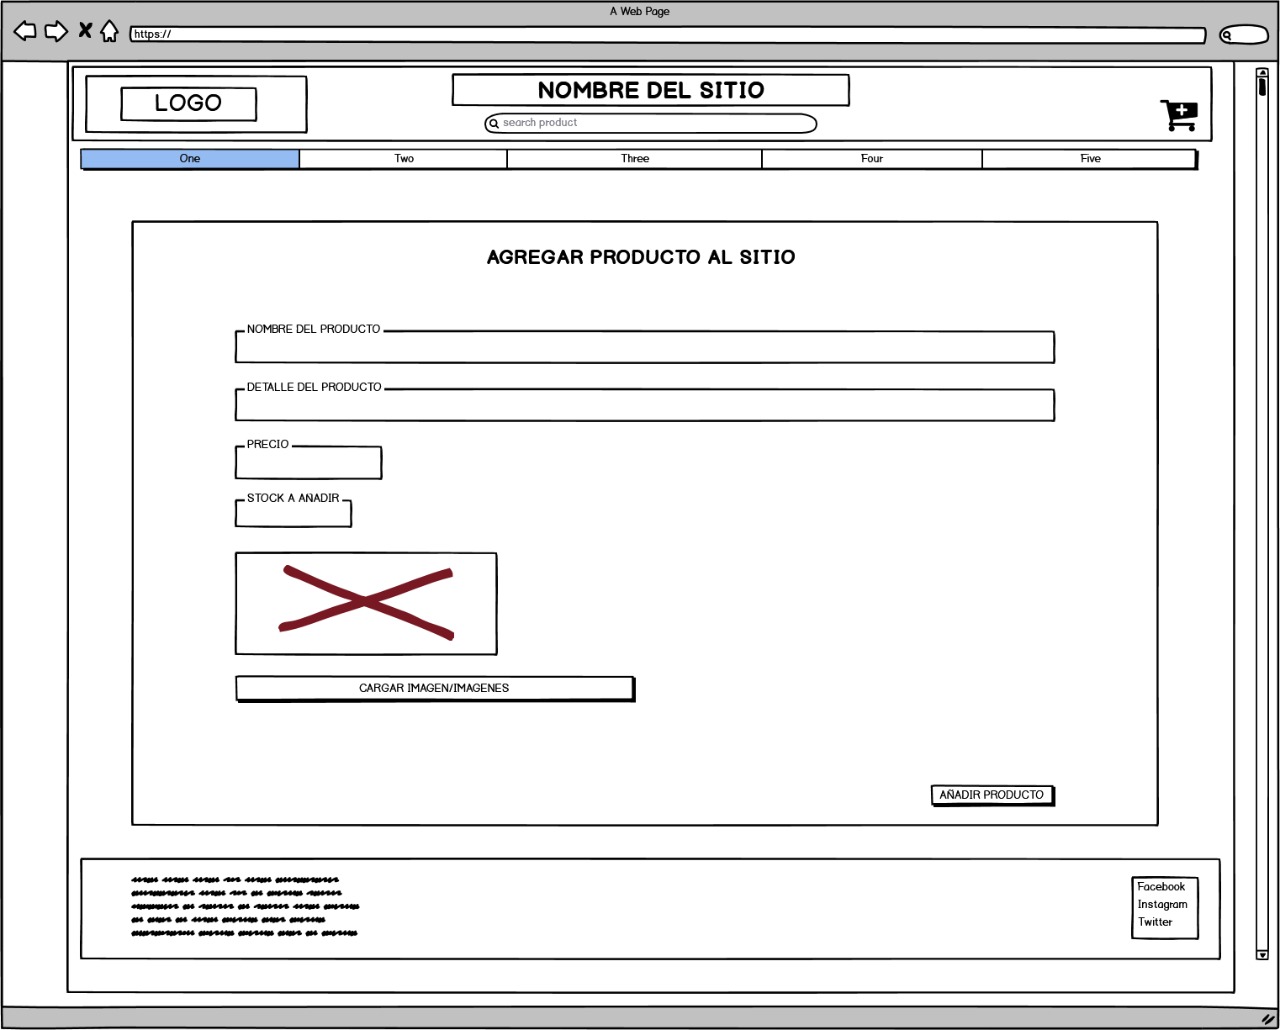 A Web Page
https://
LOGO
NOMBRE DEL SITIO
search product
One
Two
Three
Four
Five
AGREGAR PRODUCTO AL SITIO
NOMBRE DEL PRODUCTO
DETALLE DEL PRODUCTO
PRECIO
STOCK A AÑADIR
CARGAR IMAGEN/IMAGENES
AÑADIR PRODUCTO
Facebook
Instagram
Twitter